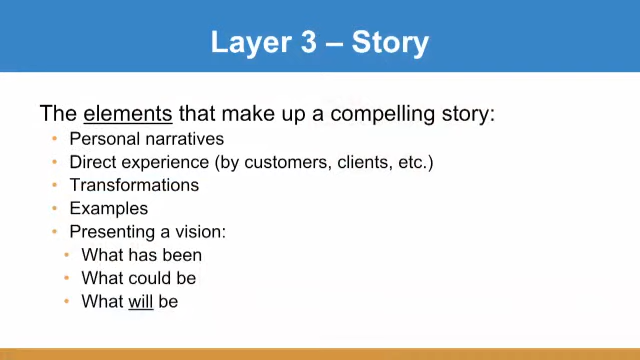 Layer 3 – Story
The elements that make up a compelling story:
• Personal narratives
• Direct experience (by customers, clients, etc.)
• Transformations
• Examples
• Presenting a vision:
• What has been
• What could be
• What will be